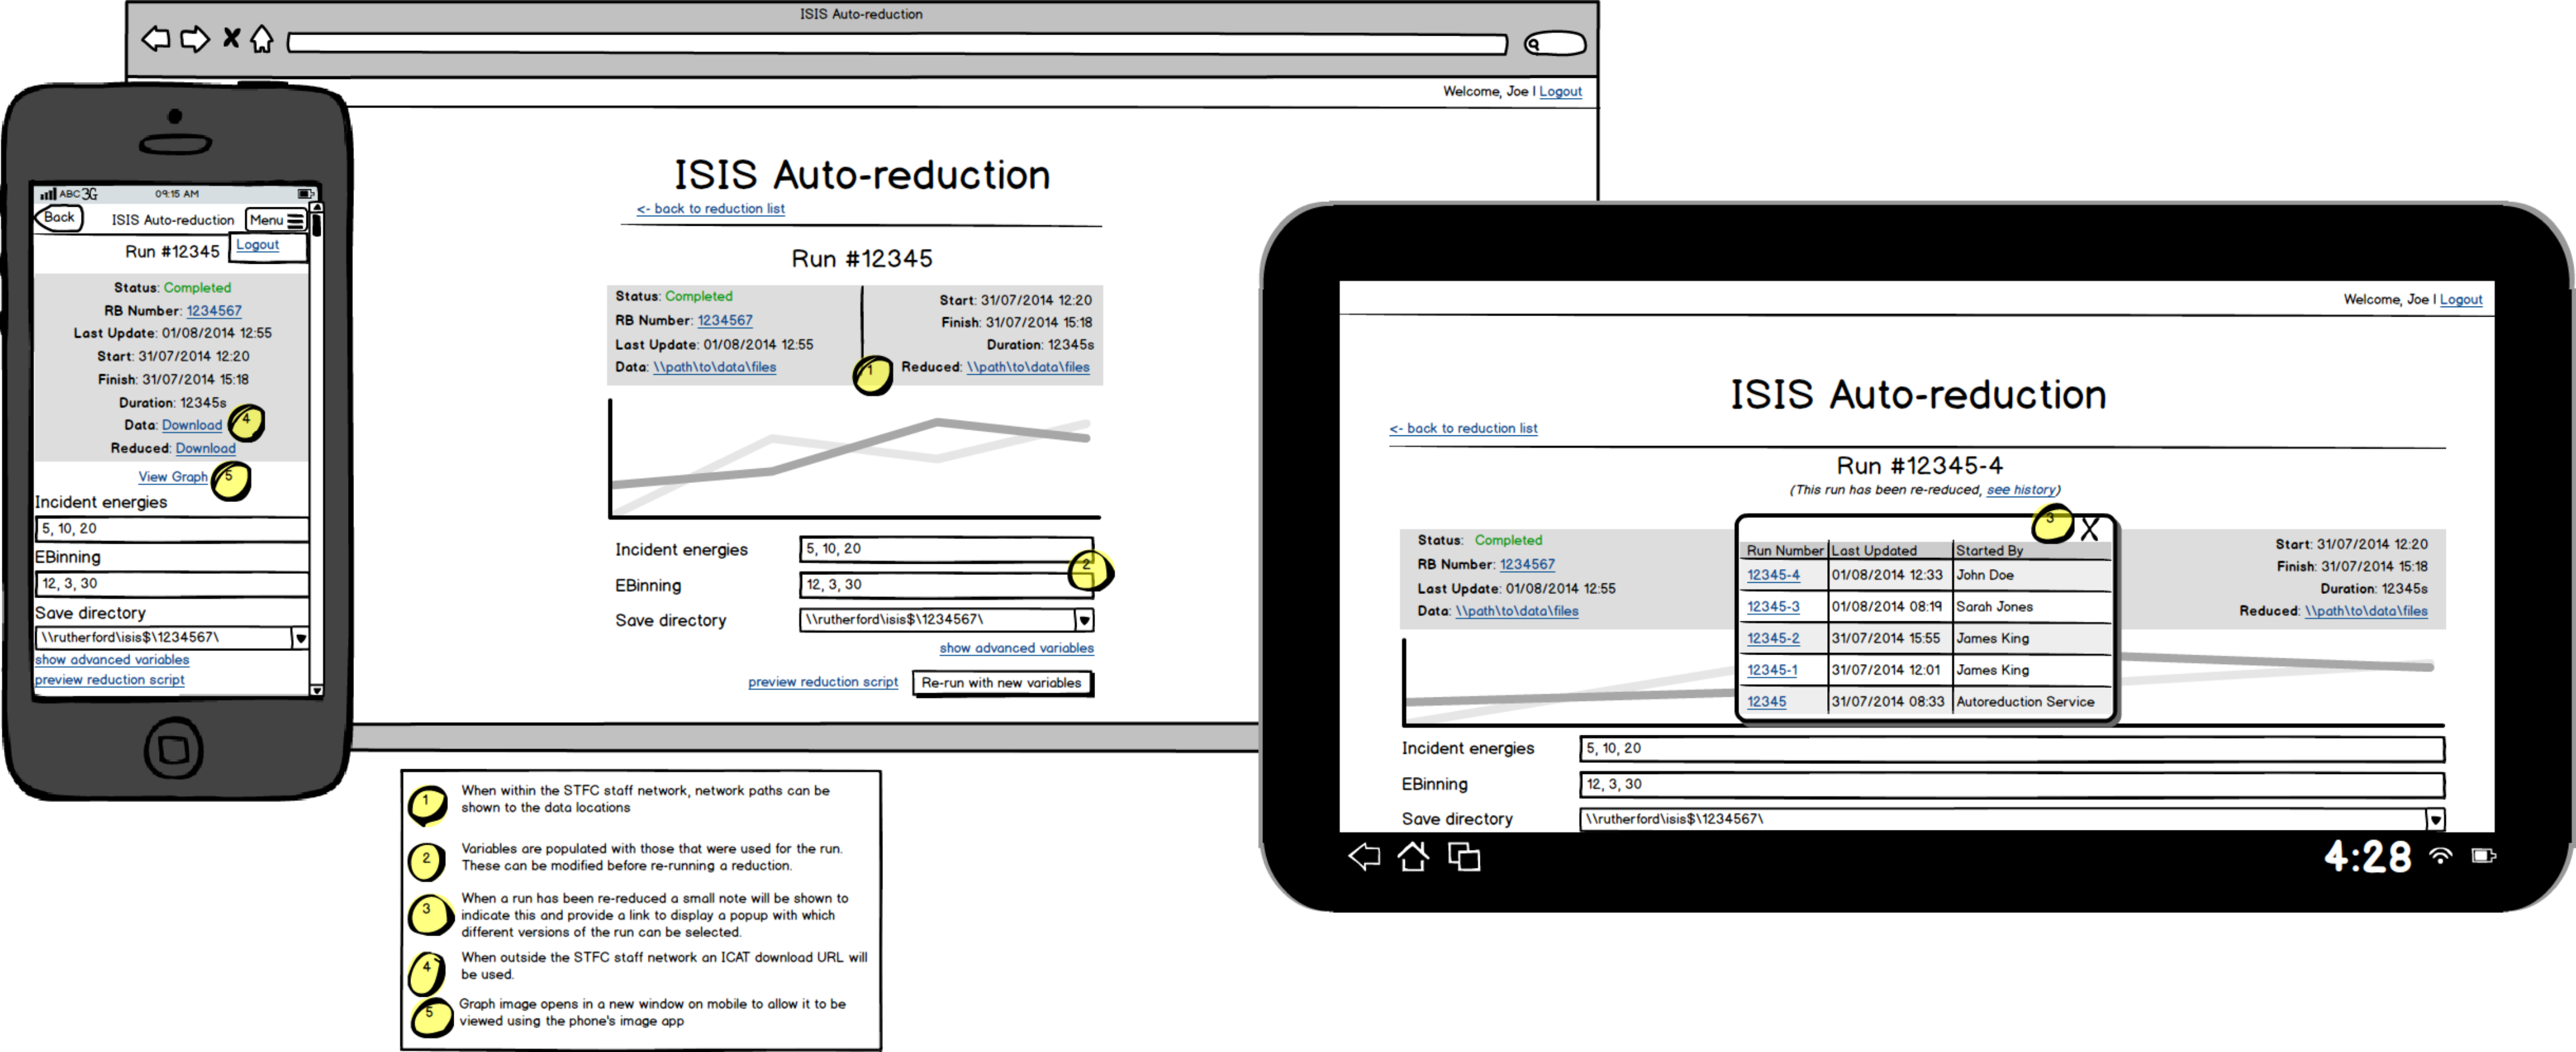 ISIS Auto-reduction
Welcome, Joe | Logout
ISIS Auto-reduction
<- back to reduction list
Run #12345
Status: Completed
RB Number: 1234567
Last Update: 01/08/2014 12:55
Data: \\path\to\data\files
Start: 31/07/2014 12:20
Finish: 31/07/2014 15:18
Duration: 12345s
Reduced: \\path\to\data\files
1
Incident energies 5, 10, 20
EBinning 12, 3, 30
2
Save directory \\rutherford\isis$\1234567\
show advanced variables
preview reduction script Re-run with new variables
ABC 3G 09:15 AM
Back ISIS Auto-reduction Menu
Logout
Run #12345
Status: Completed
RB Number: 1234567
Last Update: 01/08/2014 12:55
Start: 31/07/2014 12:20
Finish: 31/07/2014 15:18
Duration: 12345s
Data: Download 4
Reduced: Download
View Graph 5
Incident energies
5, 10, 20
EBinning
12, 3, 30
Save directory
\\rutherford\isis$\1234567\
show advanced variables
preview reduction script
Welcome, Joe | Logout
ISIS Auto-reduction
<- back to reduction list
Run #12345-4
(This run has been re-reduced, see history)
Status: Completed
RB Number: 1234567
Last Update: 01/08/2014 12:55
Data: \\path\to\data\files
3 X
Run Number Last Updated Started By
12345-4 01/08/2014 12:33 John Doe
12345-3 01/08/2014 08:19 Sarah Jones
12345-2 31/07/2014 15:55 James King
12345-1 31/07/2014 12:01 James King
12345 31/07/2014 08:33 Autoreduction Service
Start: 31/07/2014 12:20
Finish: 31/07/2014 15:18
Duration: 12345s
Reduced: \\path\to\data\files
Incident energies 5, 10, 20
EBinning 12, 3, 30
Save directory \\rutherford\isis$\1234567\
4:28
1 When within the STFC staff network, network paths can be
shown to the data locations
2 Variables are populated with those that were used for the run.
These can be modified before re-running a reduction.
3 When a run has been re-reduced a small note will be shown to
indicate this and provide a link to display a popup with which
different versions of the run can be selected.
4 When outside the STFC staff network an ICAT download URL will
be used.
5 Graph image opens in a new window on mobile to allow it to be
viewed using the phone's image app